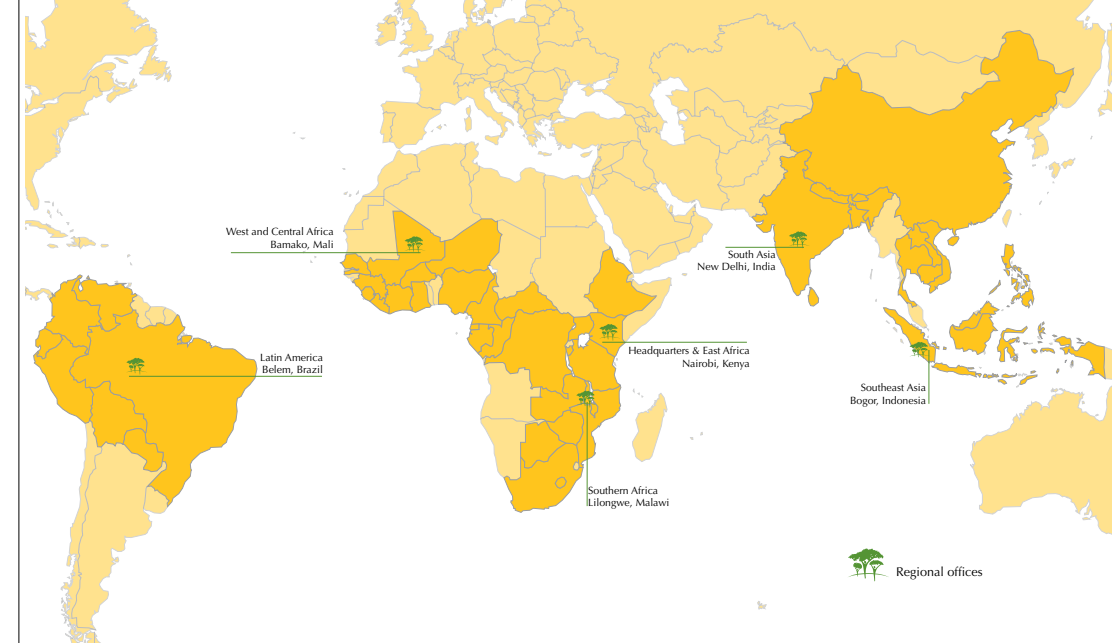 West and Central Africa
Bamako, Mali
South Asia
New Delhi, India
Headquarters & East Africa
Nairobi, Kenya
Latin America
Belem, Brazil
Southeast Asia
Bogor, Indonesia
Southern Africa
Lilongwe, Malawi
Regional offices